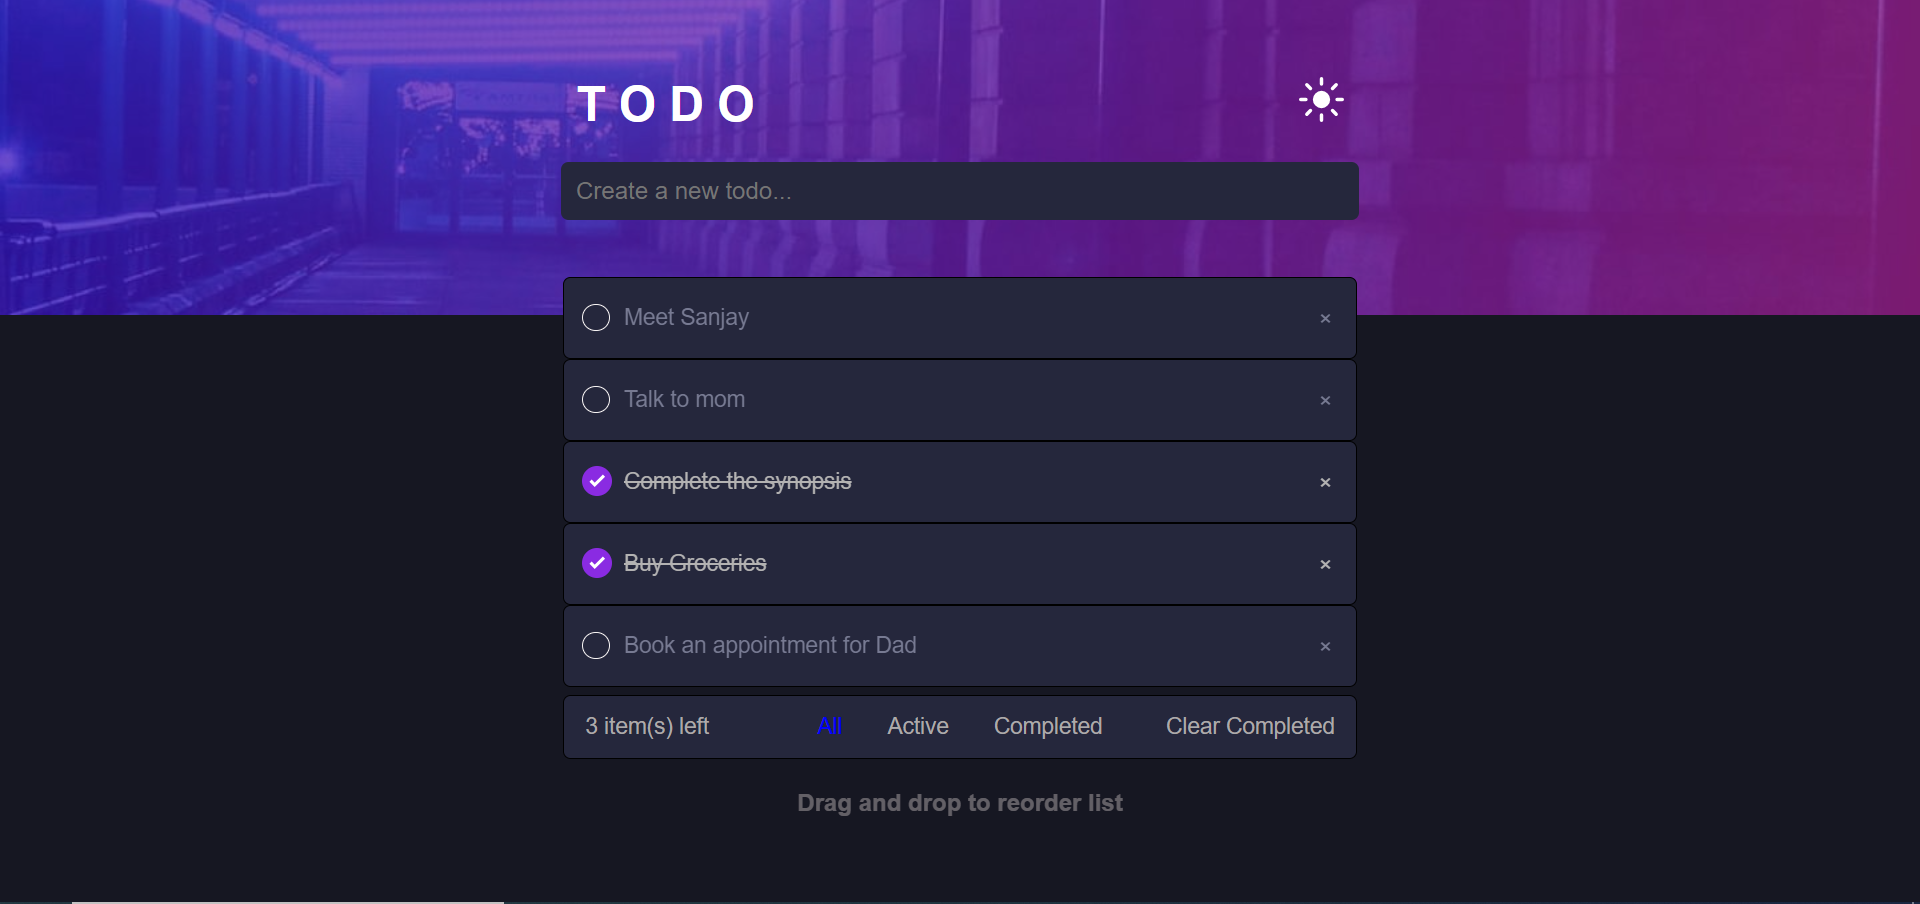 TODO
Create a new todo...
Meet Sanjay ×
Talk to mom ×
Complete the synopsis ×
Buy Groceries ×
Book an appointment for Dad ×
3 item(s) left All Active Completed Clear Completed
Drag and drop to reorder list